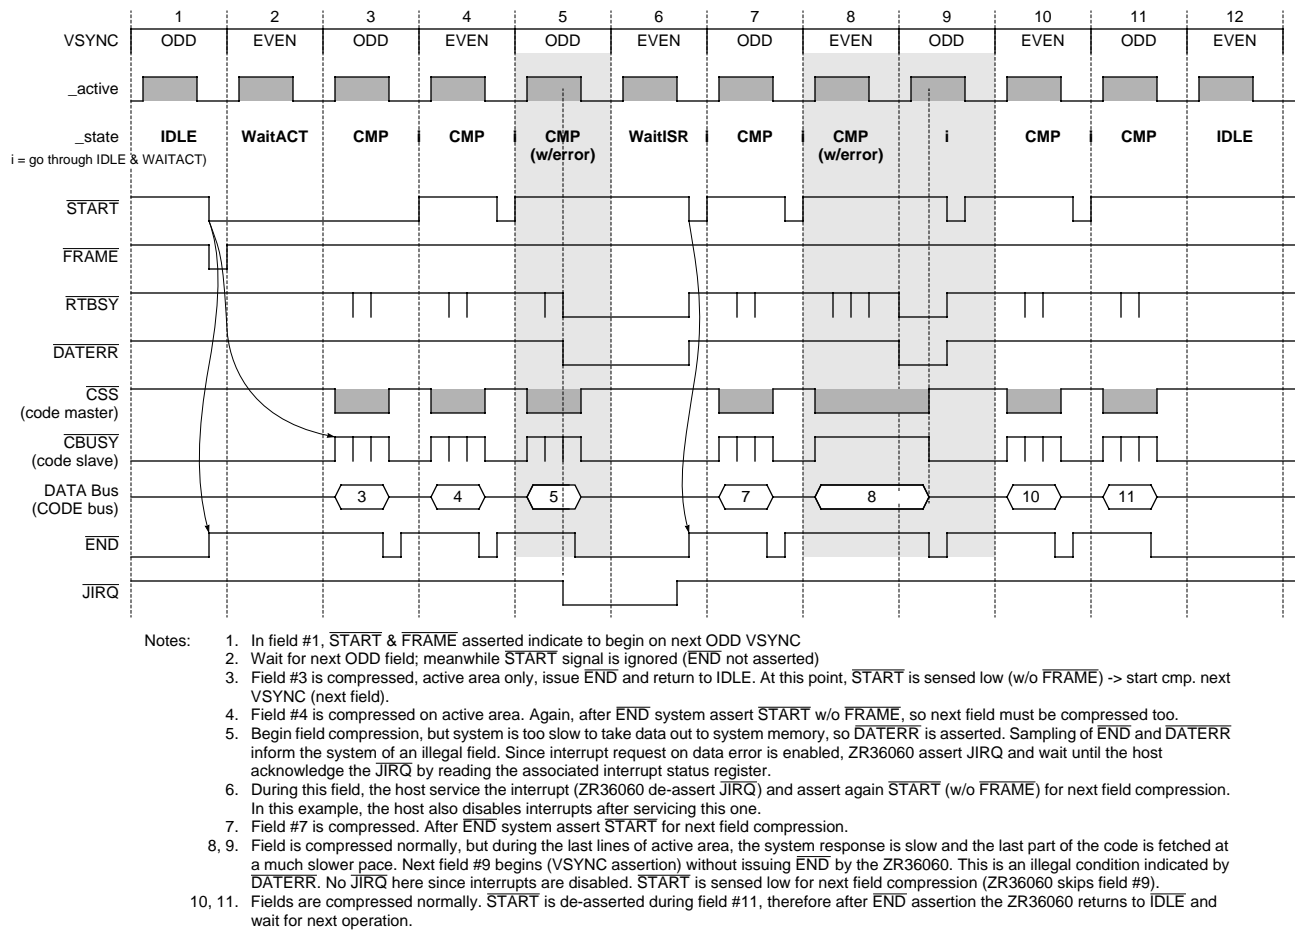 1 2 3 4 5 6 7 8 9 10 11 12
VSYNC ODD EVEN ODD EVEN ODD EVEN ODD EVEN ODD EVEN ODD EVEN
_active
_state IDLE WaitACT CMP i CMP i CMP WaitISR i CMP i CMP i CMP i CMP IDLE
(w/error) (w/error)
i = go through IDLE & WAITACT)
START
FRAME
RTBSY
DATERR
CSS
(code master)
CBUSY
(code slave)
DATA Bus 3 4 5 7 8 10 11
(CODE bus)
END
JIRQ
Notes: 1. In field #1, START & FRAME asserted indicate to begin on next ODD VSYNC
2. Wait for next ODD field; meanwhile START signal is ignored (END not asserted)
3. Field #3 is compressed, active area only, issue END and return to IDLE. At this point, START is sensed low (w/o FRAME) -> start cmp. next
VSYNC (next field).
4. Field #4 is compressed on active area. Again, after END system assert START w/o FRAME, so next field must be compressed too.
5. Begin field compression, but system is too slow to take data out to system memory, so DATERR is asserted. Sampling of END and DATERR
inform the system of an illegal field. Since interrupt request on data error is enabled, ZR36060 assert JIRQ and wait until the host
acknowledge the JIRQ by reading the associated interrupt status register.
6. During this field, the host service the interrupt (ZR36060 de-assert JIRQ) and assert again START (w/o FRAME) for next field compression.
In this example, the host also disables interrupts after servicing this one.
7. Field #7 is compressed. After END system assert START for next field compression.
8, 9. Field is compressed normally, but during the last lines of active area, the system response is slow and the last part of the code is fetched at
a much slower pace. Next field #9 begins (VSYNC assertion) without issuing END by the ZR36060. This is an illegal condition indicated by
DATERR. No JIRQ here since interrupts are disabled. START is sensed low for next field compression (ZR36060 skips field #9).
10, 11. Fields are compressed normally. START is de-asserted during field #11, therefore after END assertion the ZR36060 returns to IDLE and
wait for next operation.